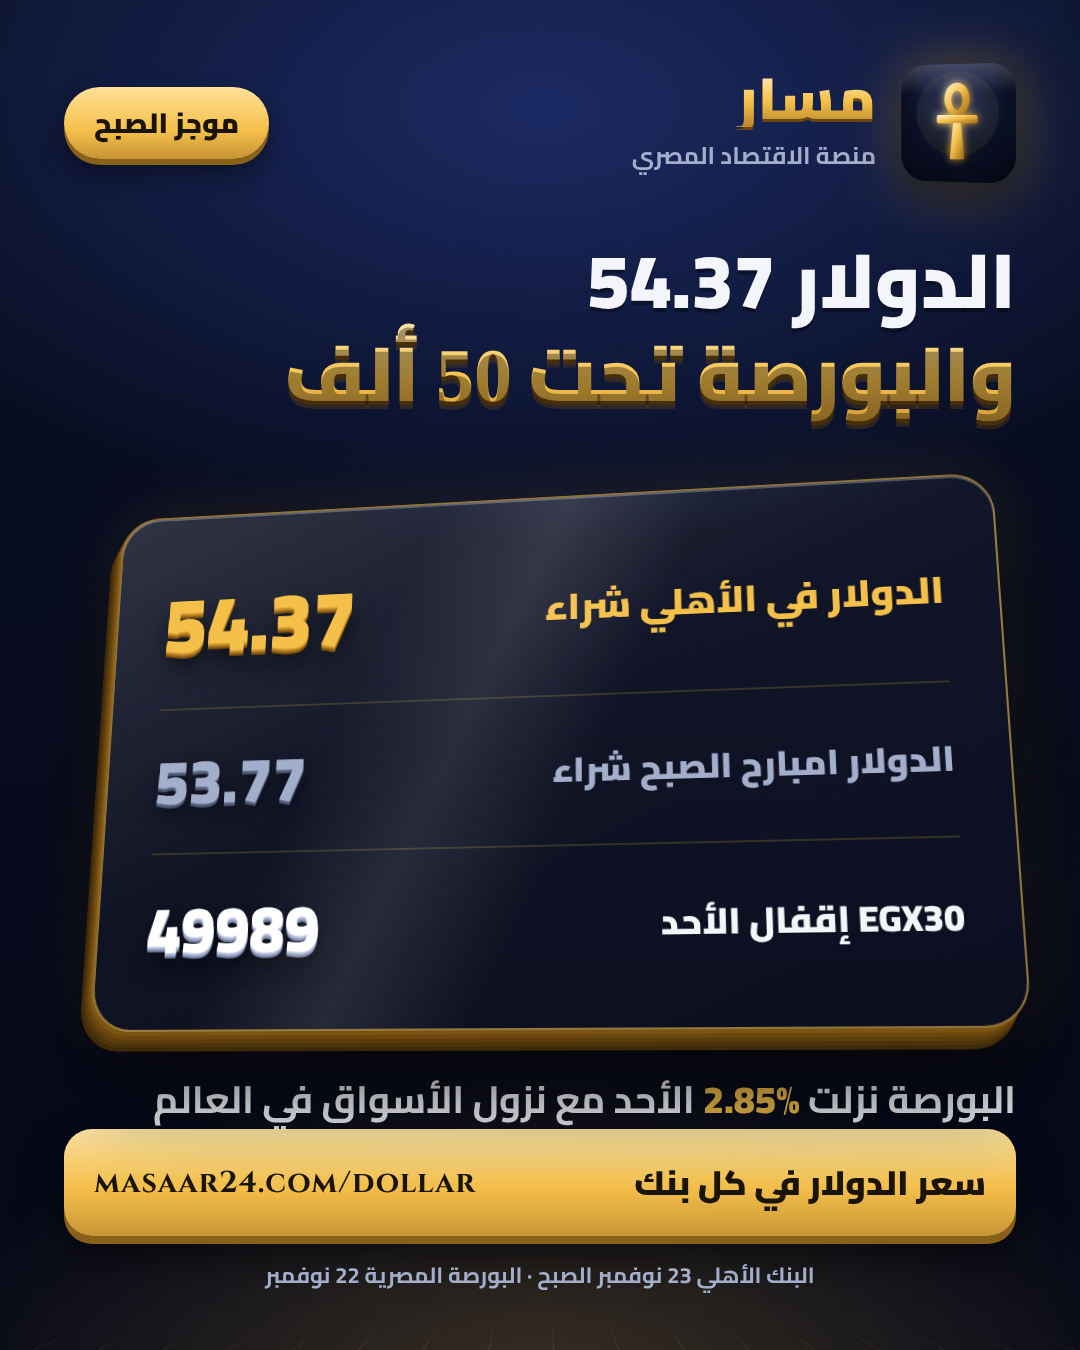 مسار
منصة الاقتصاد المصري
موجز الصبح
الدولار 54.37
والبورصة تحت 50 ألف
الدولار في الأهلي شراء 54.37
الدولار امبارح الصبح شراء 53.77
EGX30 إقفال الأحد 49989
البورصة نزلت 2.85% الأحد مع نزول الأسواق في العالم
سعر الدولار في كل بنك MASAAR24.COM/DOLLAR
البنك الأهلي 23 نوفمبر الصبح · البورصة المصرية 22 نوفمبر